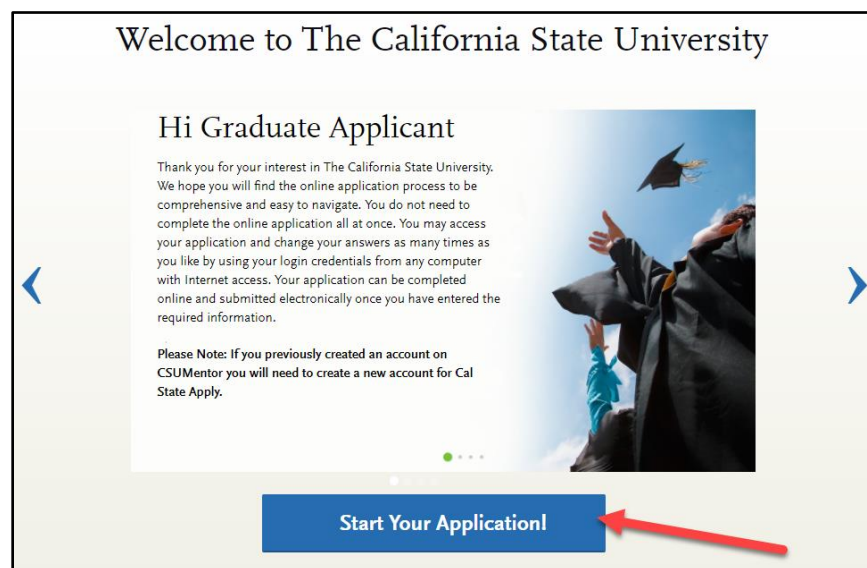 Welcome to The California State University
Hi Graduate Applicant
Thank you for your interest in The California State University.
We hope you will find the online application process to be
comprehensive and easy to navigate. You do not need to
complete the online application all at once. You may access
your application and change your answers as many times as
you like by using your login credentials from any computer
with Internet access. Your application can be completed
online and submitted electronically once you have entered the
required information.
Please Note: If you previously created an account on
CSUMentor you will need to create a new account for Cal
State Apply.
Start Your Application!